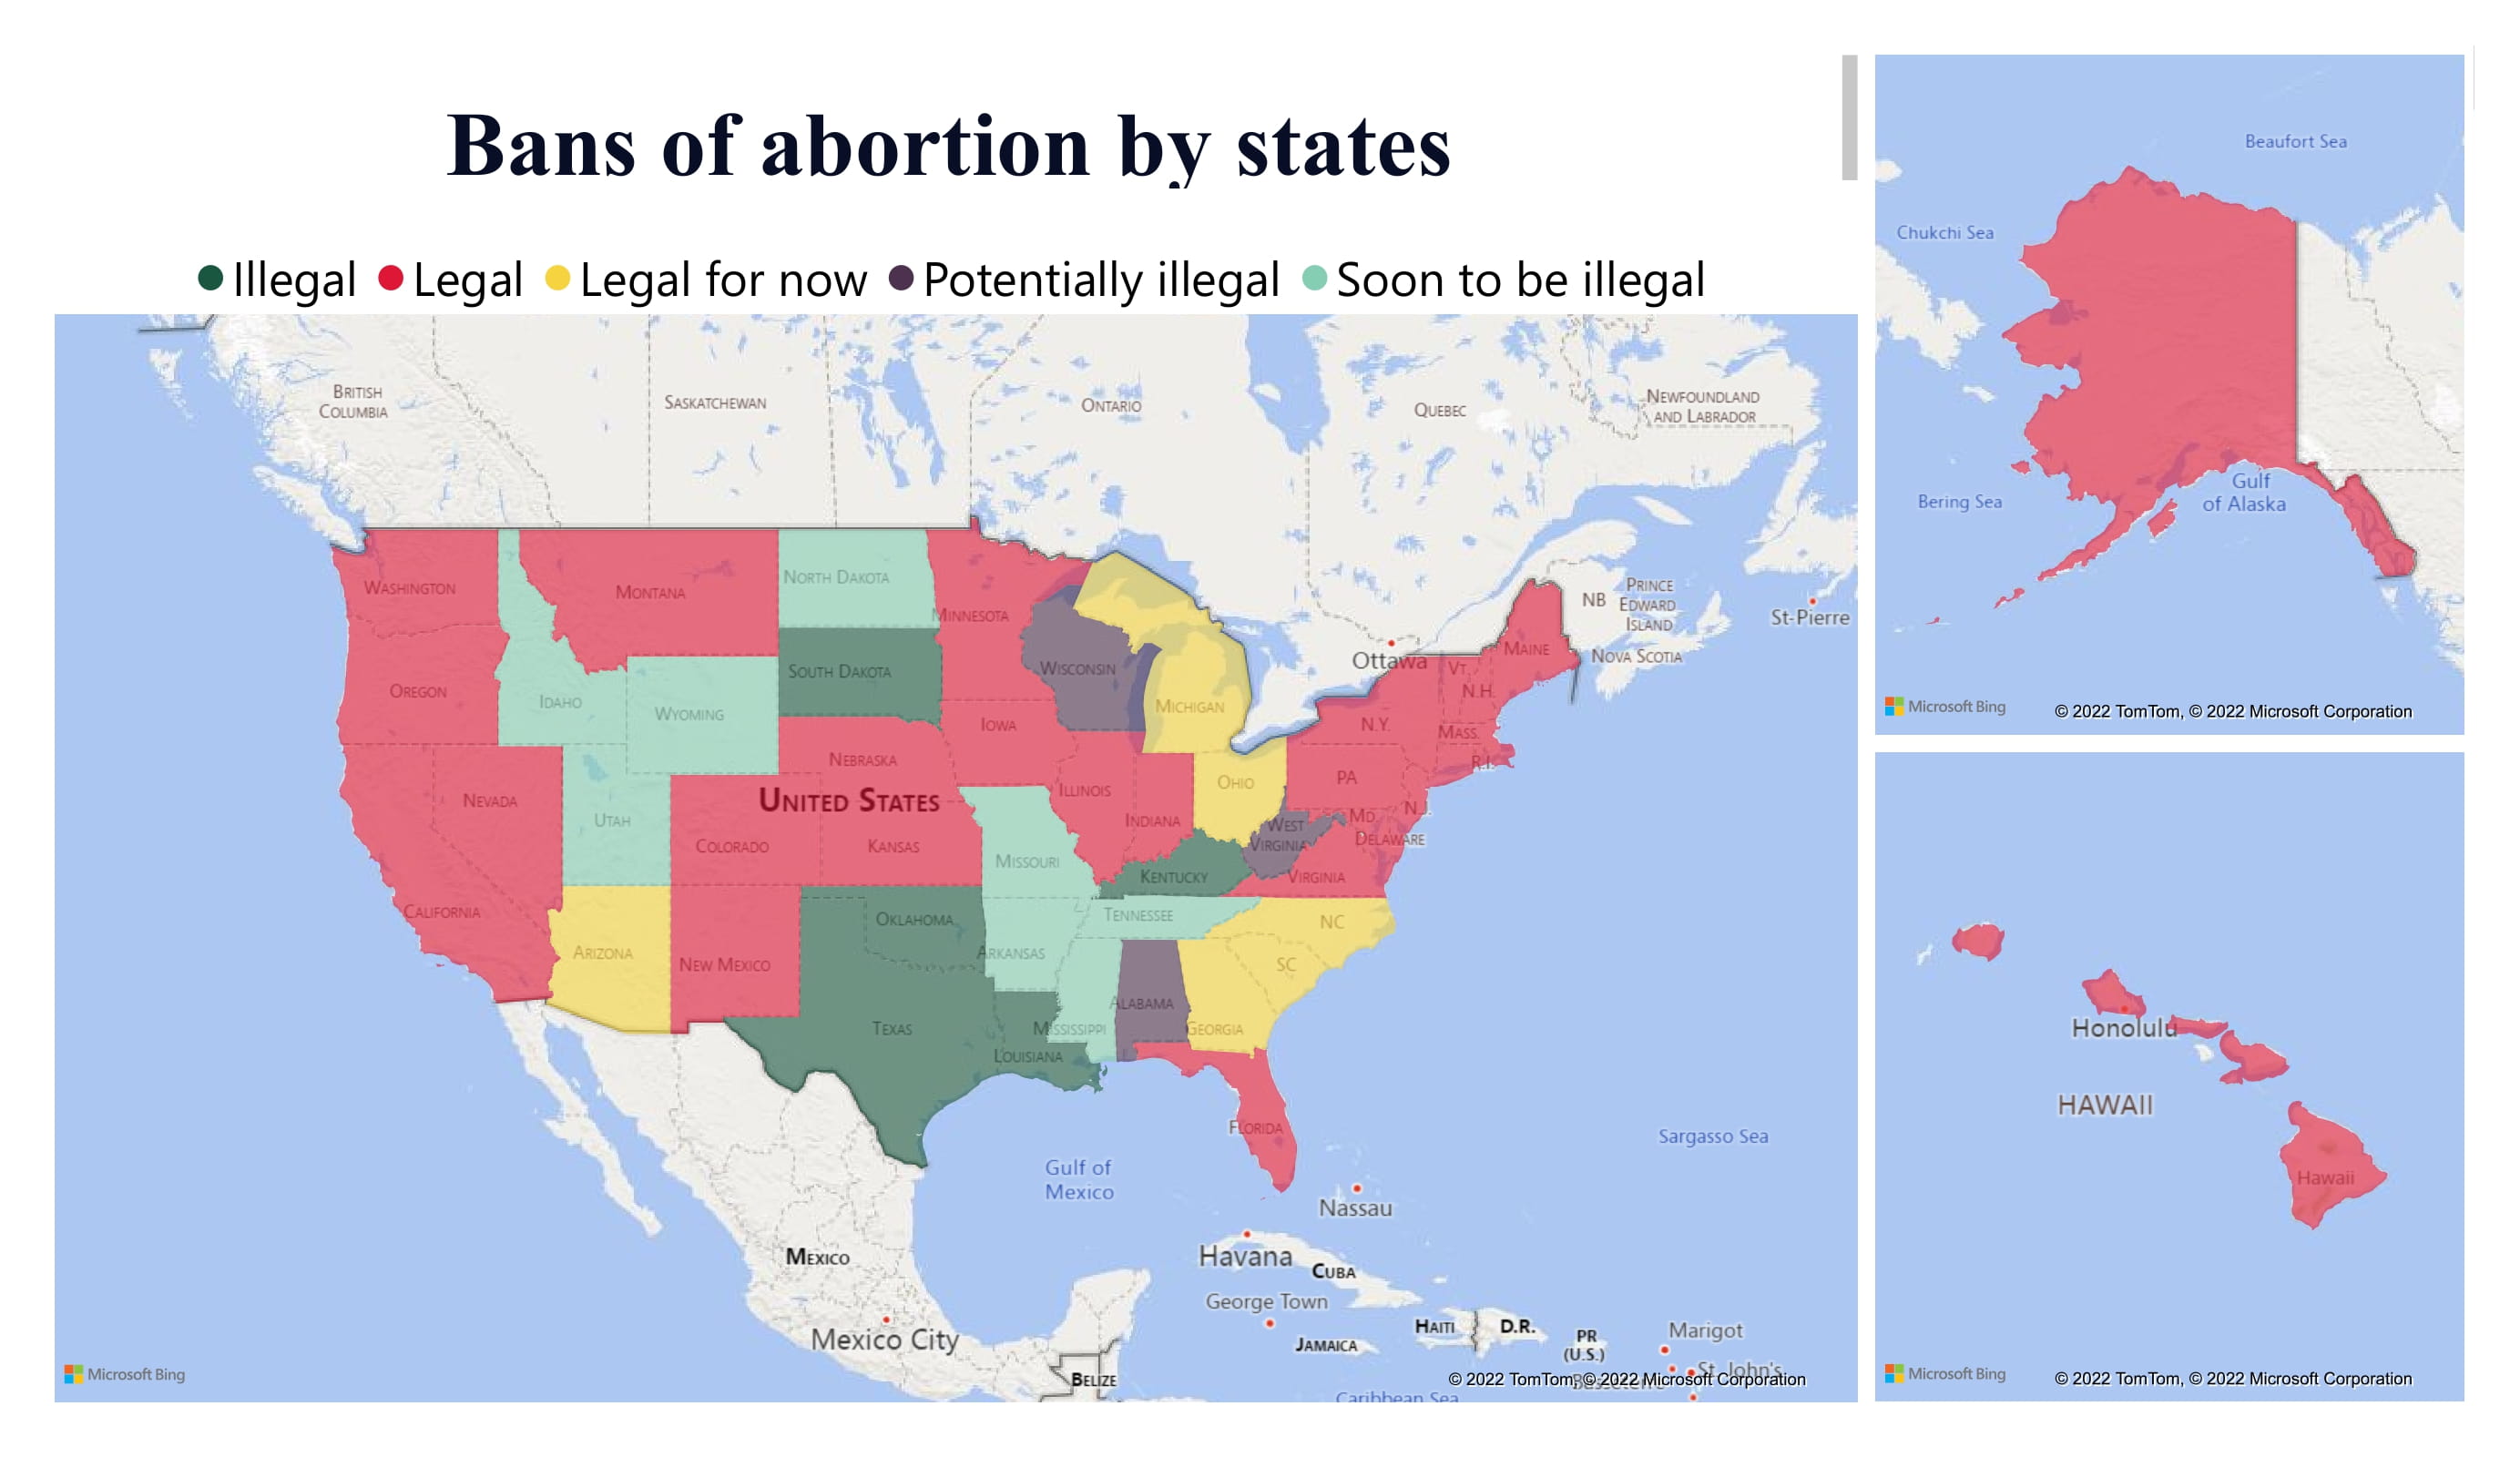 Bans of abortion by states
Illegal Legal Legal for now Potentially illegal Soon to be illegal
BRITISH
COLUMBIA
SASKATCHEWAN
ONTARIO
QUEBEC
NEWFOUNDLAND
AND LABRADOR
WASHINGTON
MONTANA
NORTH DAKOTA
MINNESOTA
NB
PRINCE
EDWARD
ISLAND
St-Pierre
SOUTH DAKOTA
WISCONSIN
Ottawa
VT.
MAINE
NOVA SCOTIA
OREGON
IDAHO
WYOMING
MICHIGAN
N.H.
IOWA
N.Y.
MASS.
NEBRASKA
R.I.
NEVADA
UNITED STATES
ILLINOIS
OHIO
PA
N.J.
UTAH
INDIANA
WEST
VIRGINIA
MD.
DELAWARE
COLORADO
KANSAS
MISSOURI
KENTUCKY
VIRGINIA
CALIFORNIA
OKLAHOMA
TENNESSEE
NC
ARIZONA
NEW MEXICO
ARKANSAS
SC
ALABAMA
TEXAS
MISSISSIPPI
GEORGIA
LOUISIANA
FLORIDA
Sargasso Sea
Gulf of
Mexico
Nassau
MEXICO
Havana
CUBA
George Town
Mexico City
JAMAICA
HAITI
D.R.
PR
(U.S.)
Marigot
St. John's
Basseterre
BELIZE
Caribbean Sea
Microsoft Bing
© 2022 TomTom, © 2022 Microsoft Corporation
Beaufort Sea
Chukchi Sea
Bering Sea
Gulf
of Alaska
Microsoft Bing
© 2022 TomTom, © 2022 Microsoft Corporation
Honolulu
HAWAII
Hawaii
Microsoft Bing
© 2022 TomTom, © 2022 Microsoft Corporation